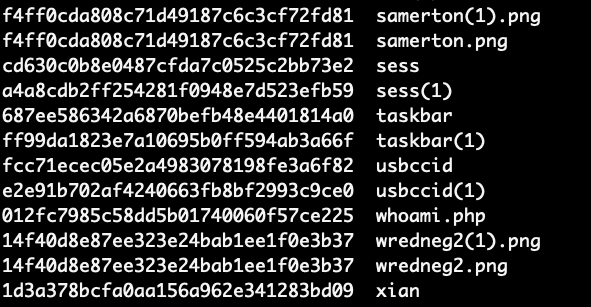 f4ff0cda808c71d49187c6c3cf72fd81 samerton(1).png
f4ff0cda808c71d49187c6c3cf72fd81 samerton.png
cd630c0b8e0487cfda7c0525c2bb73e2 sess
a4a8cdb2ff254281f0948e7d523efb59 sess(1)
687ee586342a6870befb48e4401814a0 taskbar
ff99da1823e7a10695b0ff594ab3a66f taskbar(1)
fcc71ecec05e2a4983078198fe3a6f82 usbccid
e2e91b702af4240663fb8bf2993c9ce0 usbccid(1)
012fc7985c58dd5b01740060f57ce225 whoami.php
14f40d8e87ee323e24bab1ee1f0e3b37 wredneg2(1).png
14f40d8e87ee323e24bab1ee1f0e3b37 wredneg2.png
1d3a378bcfa0aa156a962e341283bd09 xian